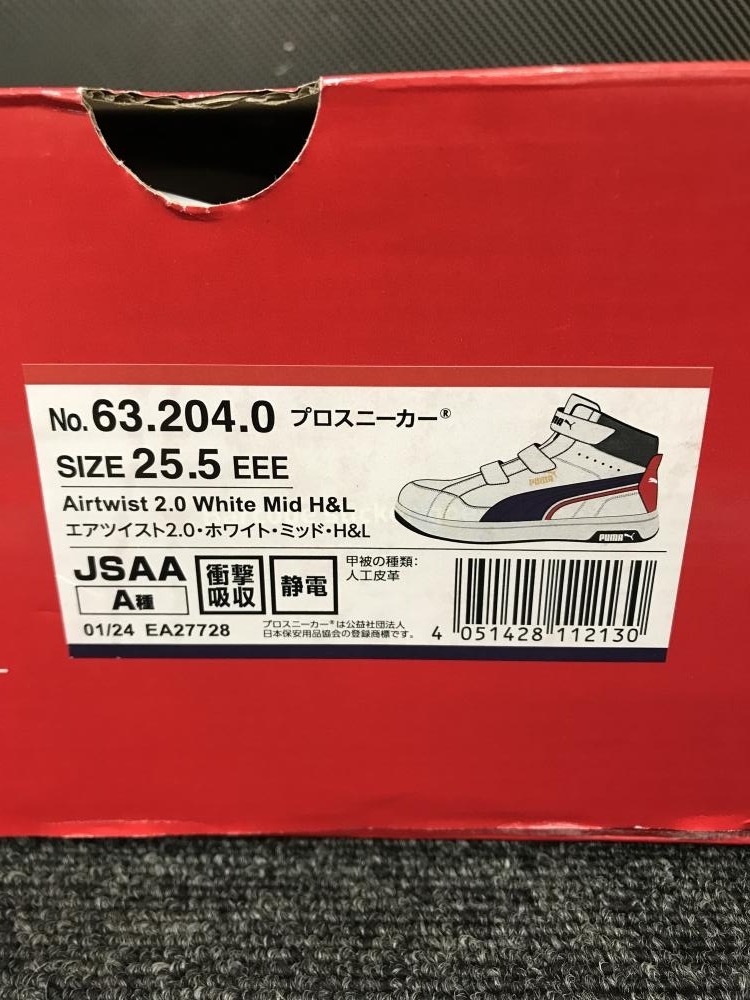 No. 63.204.0 プロスニーカー®
SIZE 25.5 EEE
Airtwist 2.0 White Mid H&L
エアツイスト2.0・ホワイト・ミッド・H&L
JSAA
A種
衝撃
吸収
静電
甲被の種類：
人工皮革
01/24 EA27728
プロスニーカー®は公益社団法人
日本保安用品協会の登録商標です。
4 051428 112130
PUMA
PUMA
PUMA